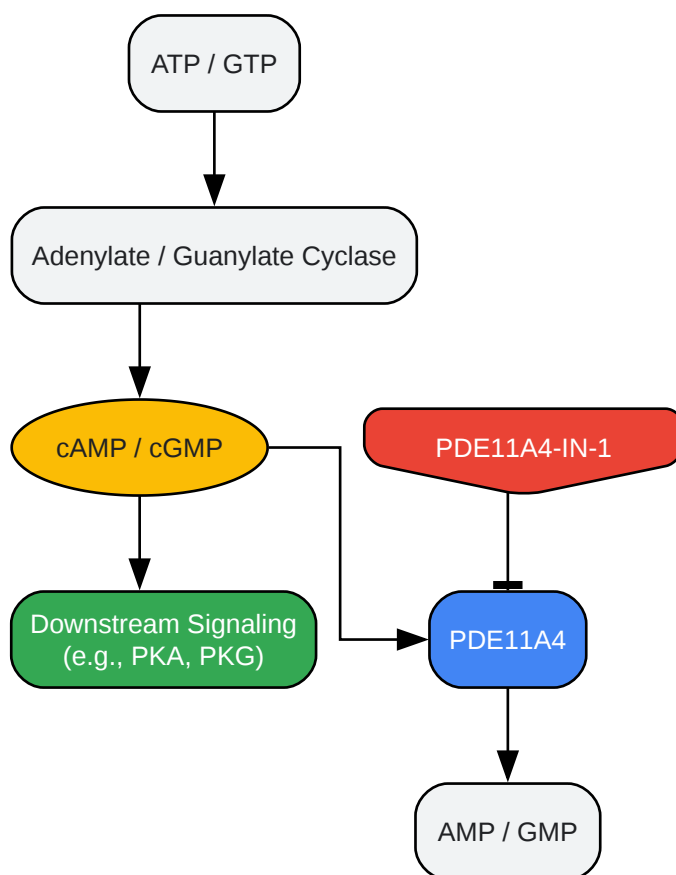 ATP / GTP
Adenylate / Guanylate Cyclase
cAMP / cGMP
PDE11A4-IN-1
Downstream Signaling
(e.g., PKA, PKG)
PDE11A4
AMP / GMP